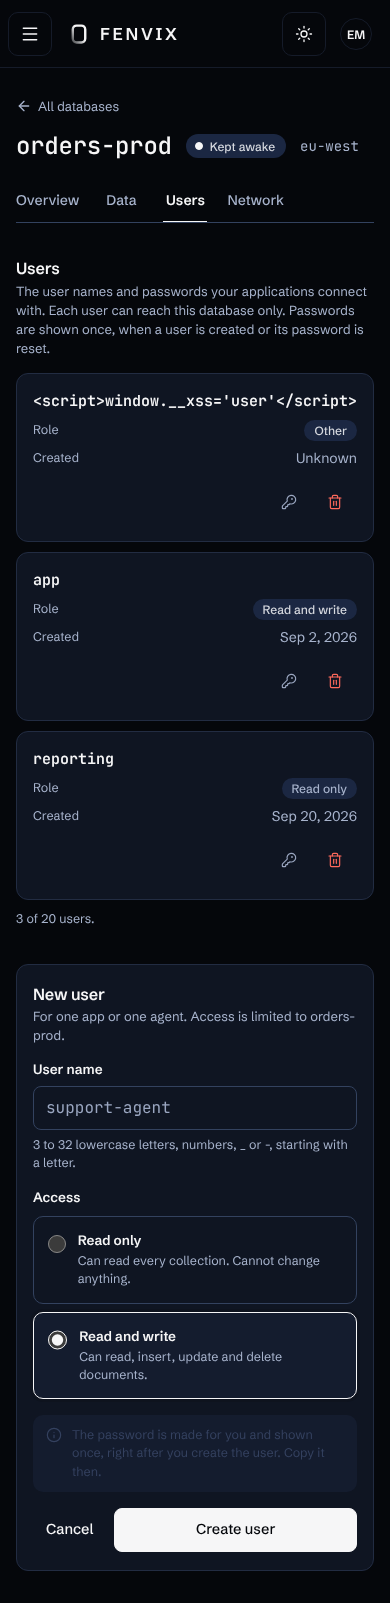 FENVIX
EM
All databases
orders-prod
Kept awake
eu-west
Overview
Data
Users
Network
Users
The user names and passwords your applications connect
with. Each user can reach this database only. Passwords
are shown once, when a user is created or its password is
reset.
<script>window.__xss='user'</script>
Role
Other
Created
Unknown
app
Role
Read and write
Created
Sep 2, 2026
reporting
Role
Read only
Created
Sep 20, 2026
3 of 20 users.
New user
For one app or one agent. Access is limited to orders-
prod.
User name
support-agent
3 to 32 lowercase letters, numbers, _ or -, starting with
a letter.
Access
Read only
Can read every collection. Cannot change
anything.
Read and write
Can read, insert, update and delete
documents.
The password is made for you and shown
once, right after you create the user. Copy it
then.
Cancel
Create user